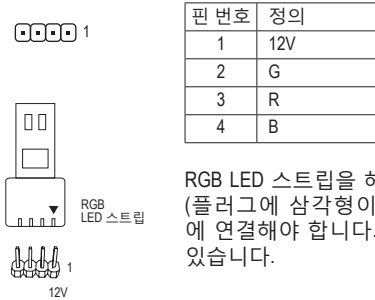 1
핀 번호 정의
1 12V
2 G
3 R
4 B
RGB
LED 스트립
1
12V
RGB LED 스트립을
(플러그에 삼각형이
에 연결해야 합니다.
있습니다.